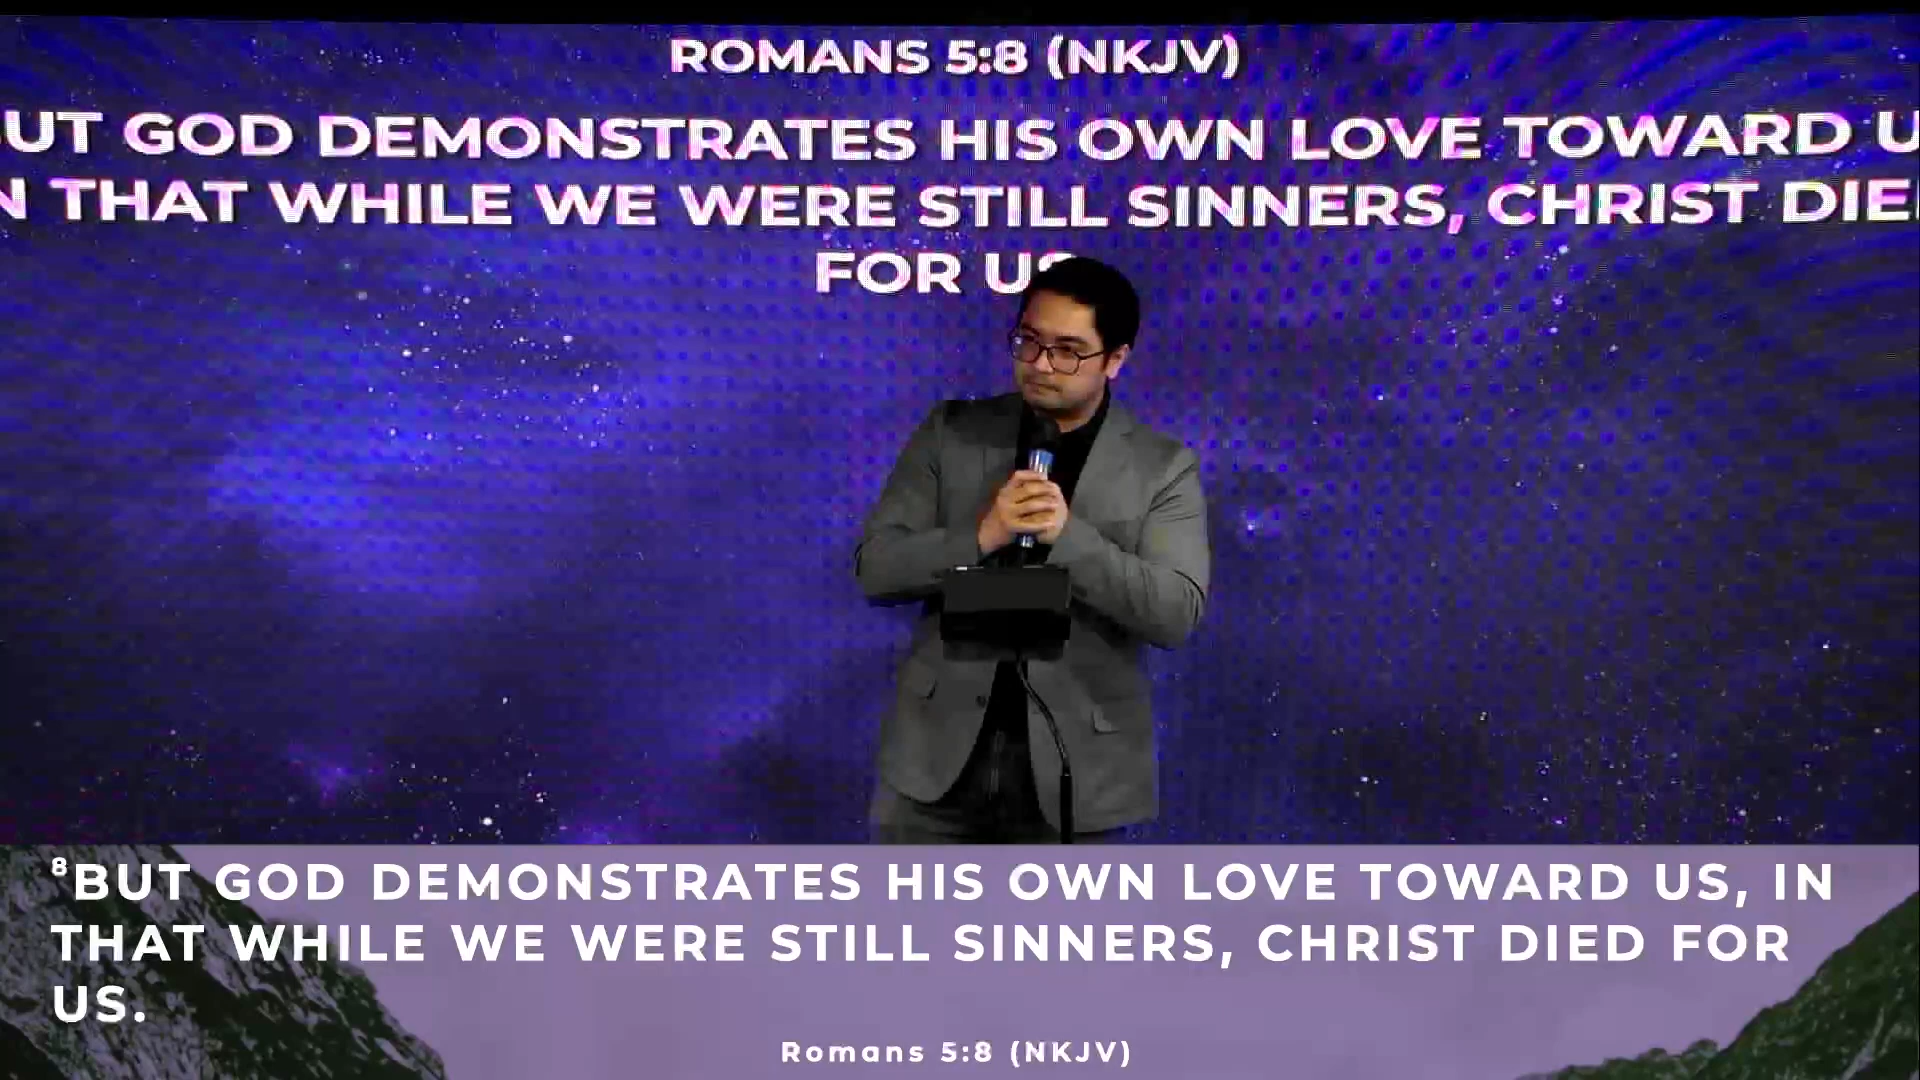 ROMANS 5:8 (NKJV)
UT GOD DEMONSTRATES HIS OWN LOVE TOWARD U
N THAT WHILE WE WERE STILL SINNERS, CHRIST DIE
FOR US
8BUT GOD DEMONSTRATES HIS OWN LOVE TOWARD US, IN
THAT WHILE WE WERE STILL SINNERS, CHRIST DIED FOR
US.
Romans 5:8 (NKJV)